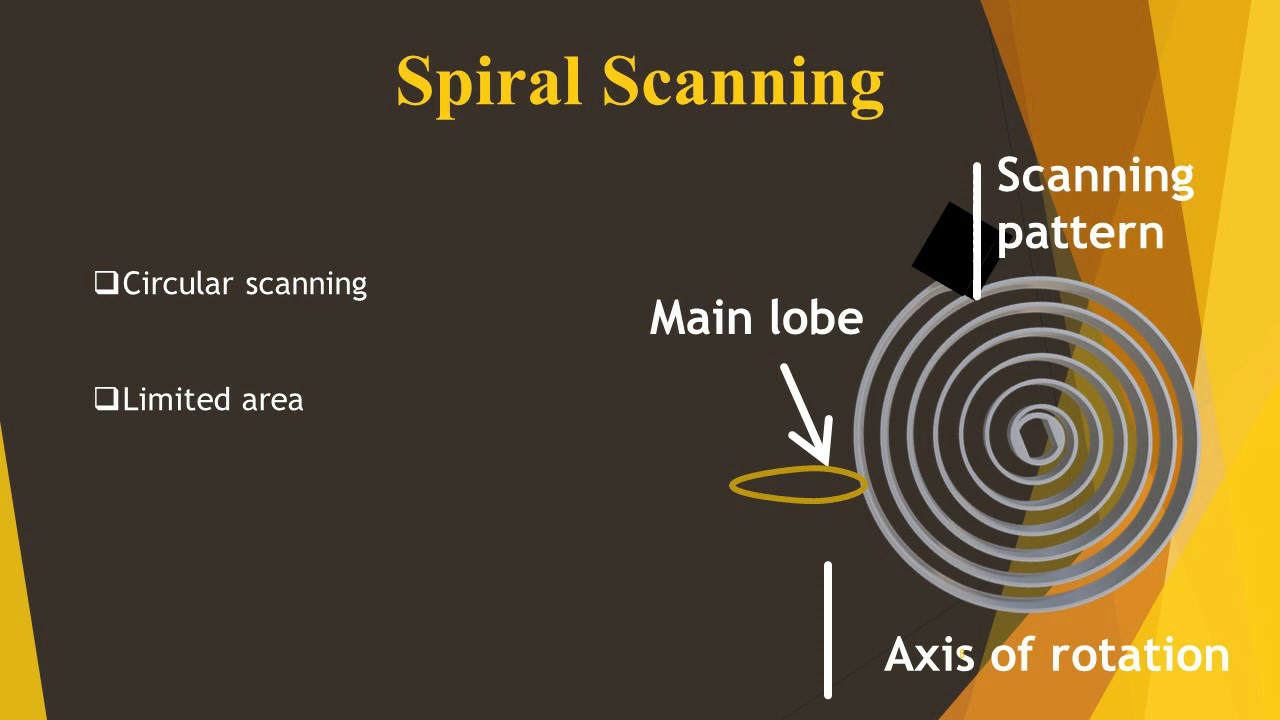 Spiral Scanning
Scanning
pattern
❑Circular scanning
Main lobe
❑Limited area
Axis of rotation